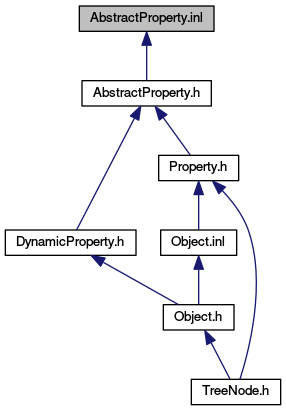 AbstractProperty.inl
AbstractProperty.h
Property.h
DynamicProperty.h
Object.inl
Object.h
TreeNode.h